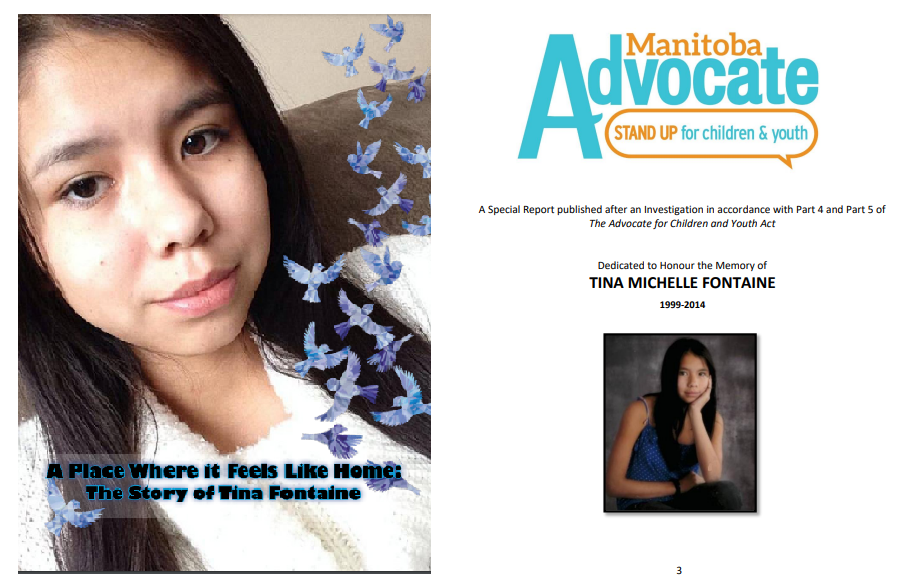 A Place Where it Feels Like Home:
The Story of Tina Fontaine
Manitoba
Advocate
STAND UP for children & youth
A Special Report published after an Investigation in accordance with Part 4 and Part 5 of
The Advocate for Children and Youth Act
Dedicated to Honour the Memory of
TINA MICHELLE FONTAINE
1999-2014
3